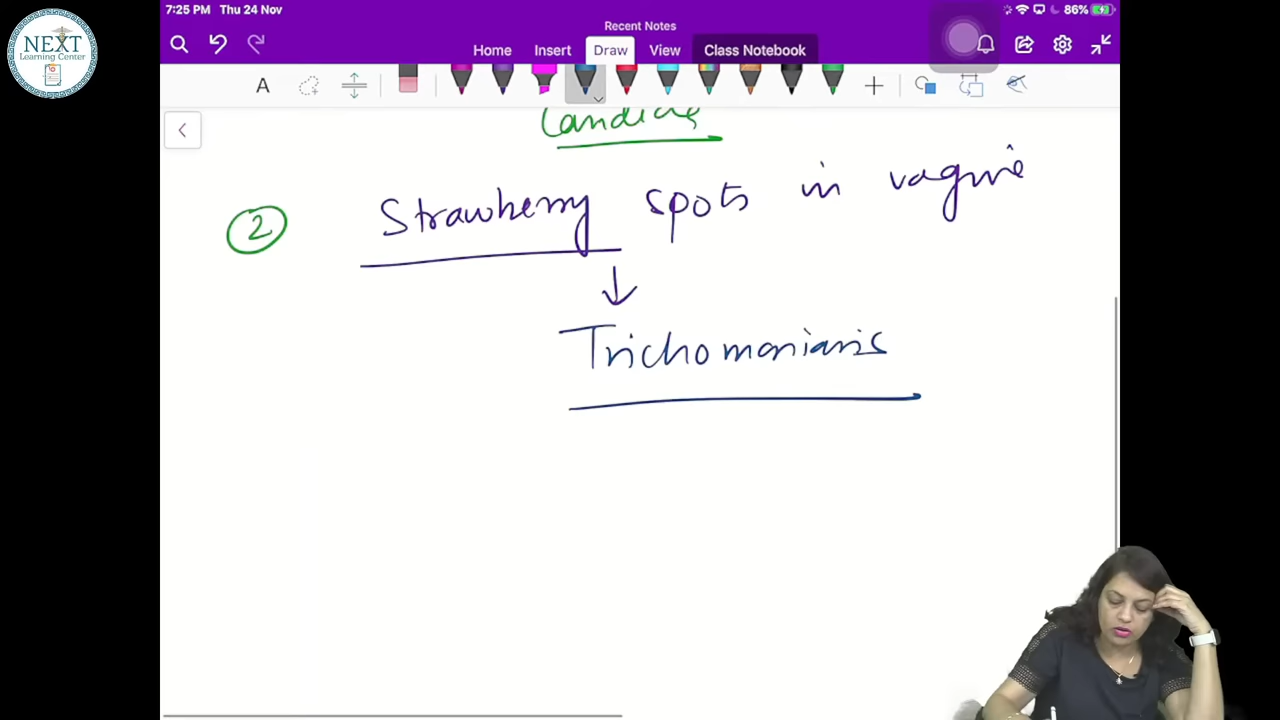 7:25 PM Thu 24 Nov
86%
Recent Notes
Home Insert Draw View Class Notebook
A
NEXT
Learning Center
Candida
2 Strawberry spots in vagina
↓
Trichomoniasis